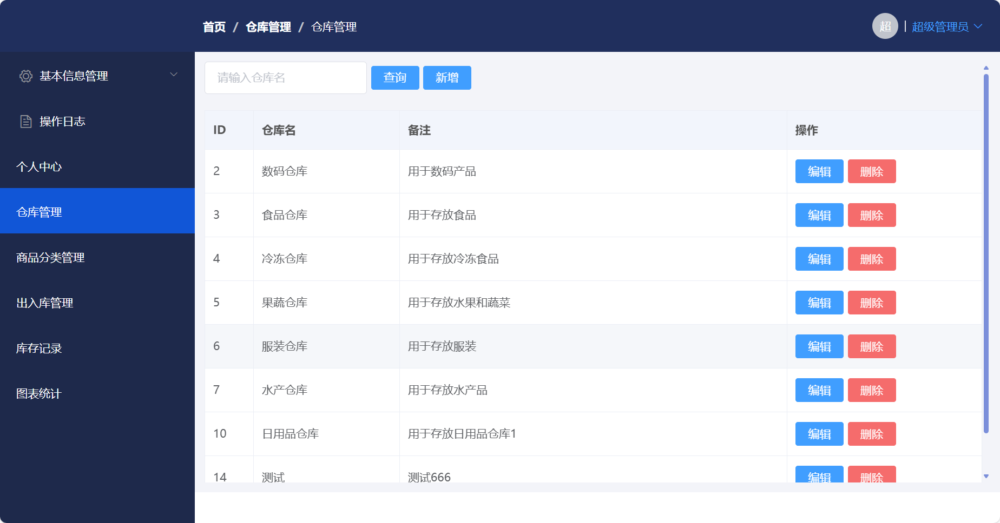 首页 / 仓库管理 / 仓库管理
超 | 超级管理员
基本信息管理
操作日志
个人中心
仓库管理
商品分类管理
出入库管理
库存记录
图表统计
请输入仓库名 查询 新增
ID 仓库名 备注 操作
2 数码仓库 用于数码产品 编辑 删除
3 食品仓库 用于存放食品 编辑 删除
4 冷冻仓库 用于存放冷冻食品 编辑 删除
5 果蔬仓库 用于存放水果和蔬菜 编辑 删除
6 服装仓库 用于存放服装 编辑 删除
7 水产仓库 用于存放水产品 编辑 删除
10 日用品仓库 用于存放日用品仓库1 编辑 删除
14 测试 测试666 编辑 删除